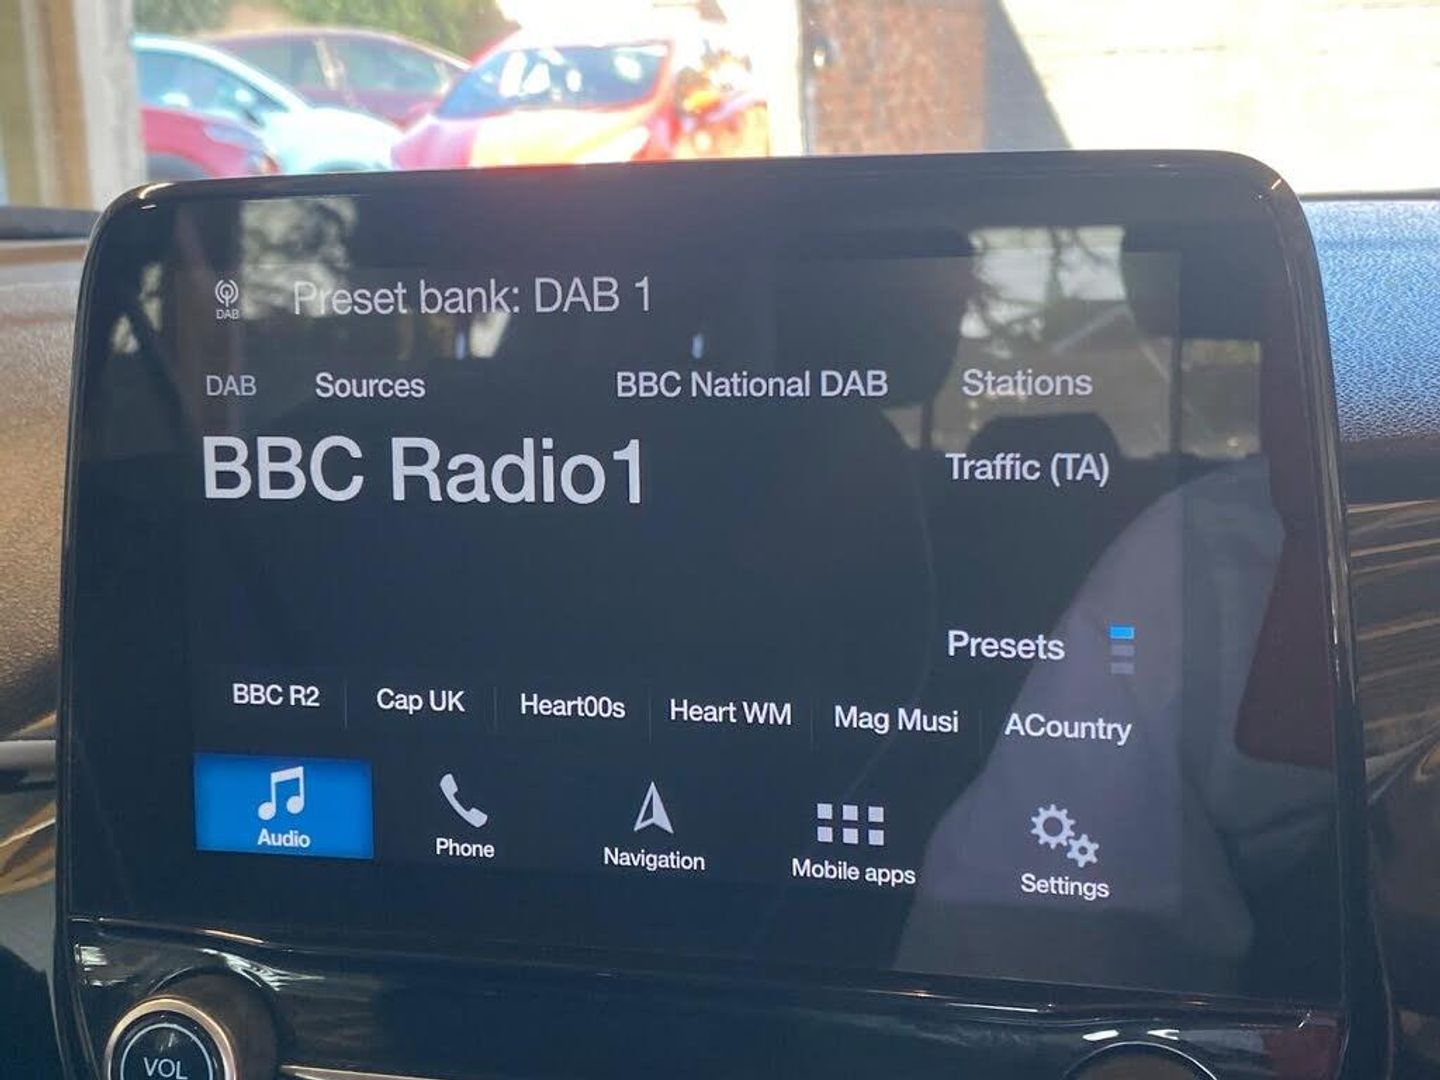 DAB
Preset bank: DAB 1
DAB Sources BBC National DAB Stations
BBC Radio1
Traffic (TA)
Presets
BBC R2 Cap UK Heart00s Heart WM Mag Musi ACountry
Audio Phone Navigation Mobile apps Settings
VOL